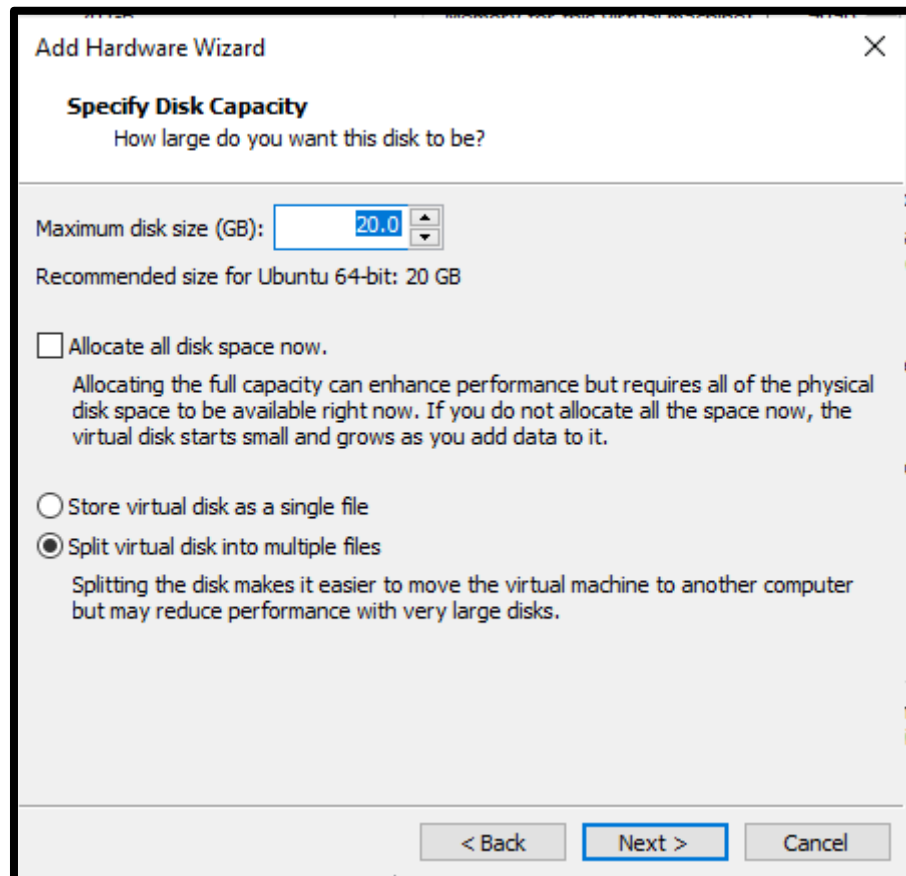 Add Hardware Wizard
Specify Disk Capacity
How large do you want this disk to be?
Maximum disk size (GB): 20.0
Recommended size for Ubuntu 64-bit: 20 GB
Allocate all disk space now.
Allocating the full capacity can enhance performance but requires all of the physical
disk space to be available right now. If you do not allocate all the space now, the
virtual disk starts small and grows as you add data to it.
Store virtual disk as a single file
Split virtual disk into multiple files
Splitting the disk makes it easier to move the virtual machine to another computer
but may reduce performance with very large disks.
< Back Next > Cancel